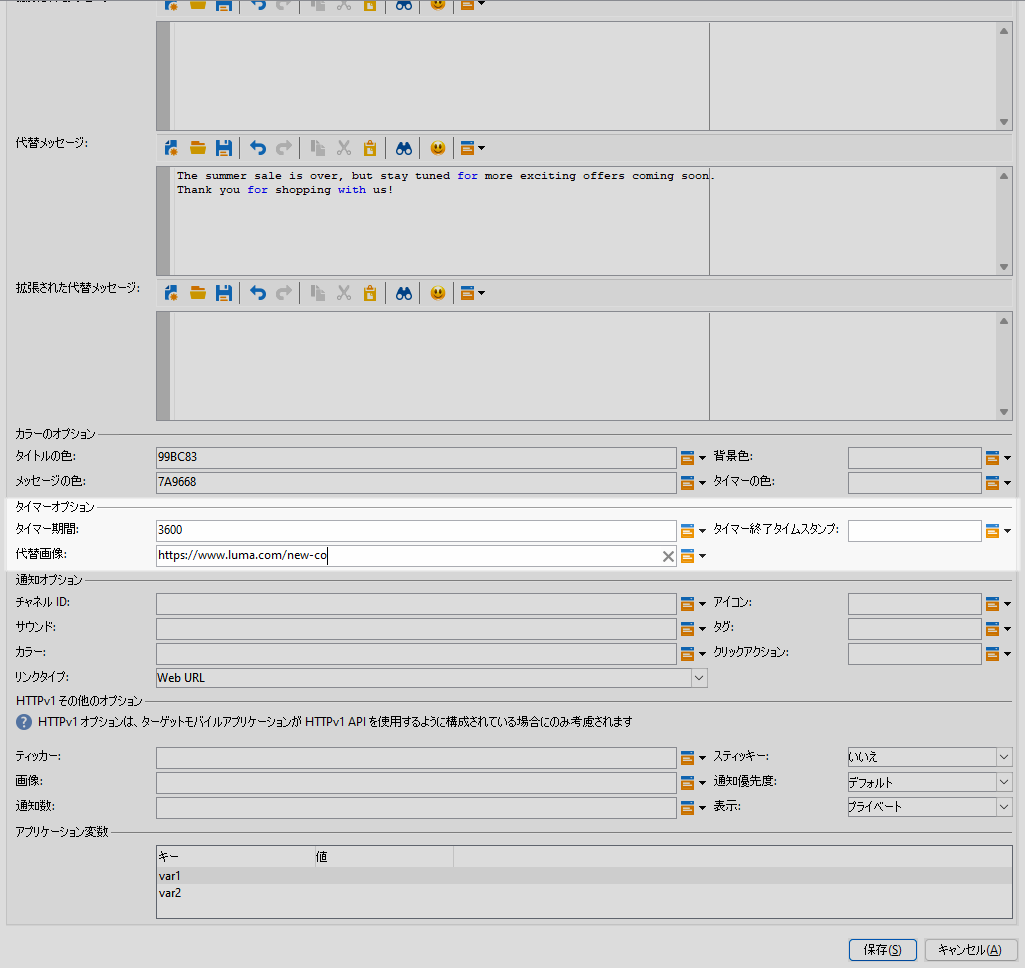 代替メッセージ:
The summer sale is over, but stay tuned for more exciting offers coming soon.
Thank you for shopping with us!
拡張された代替メッセージ:
カラーのオプション
タイトルの色: 99BC83 背景色:
メッセージの色: 7A9668 タイマーの色:
タイマーオプション
タイマー期間: 3600 タイマー終了タイムスタンプ:
代替画像: https://www.luma.com/new-co
通知オプション
チャネル ID: アイコン:
サウンド: タグ:
カラー: クリックアクション:
リンクタイプ: Web URL
HTTPv1 その他のオプション
HTTPv1 オプションは、ターゲットモバイルアプリケーションが HTTPv1 API を使用するように構成されている場合にのみ考慮されます
ティッカー: スティッキー: いいえ
画像: 通知優先度: デフォルト
通知数: 表示: プライベート
アプリケーション変数
キー 値
var1
var2
保存(S) キャンセル(A)